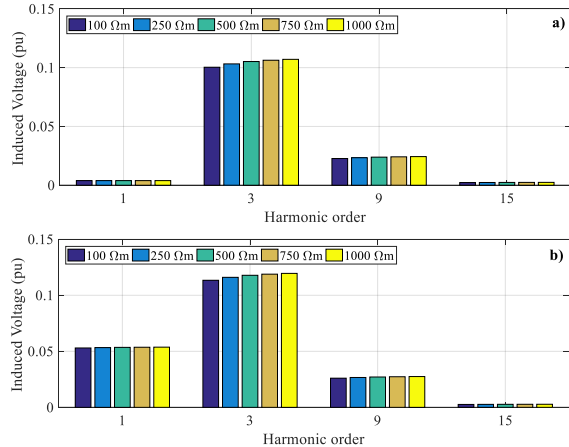 0.15
a)
100 Ωm 250 Ωm 500 Ωm 750 Ωm 1000 Ωm
0.1
0.05
0
Induced Voltage (pu)
1 3 9 15
Harmonic order
0.15
b)
100 Ωm 250 Ωm 500 Ωm 750 Ωm 1000 Ωm
0.1
0.05
0
Induced Voltage (pu)
1 3 9 15
Harmonic order